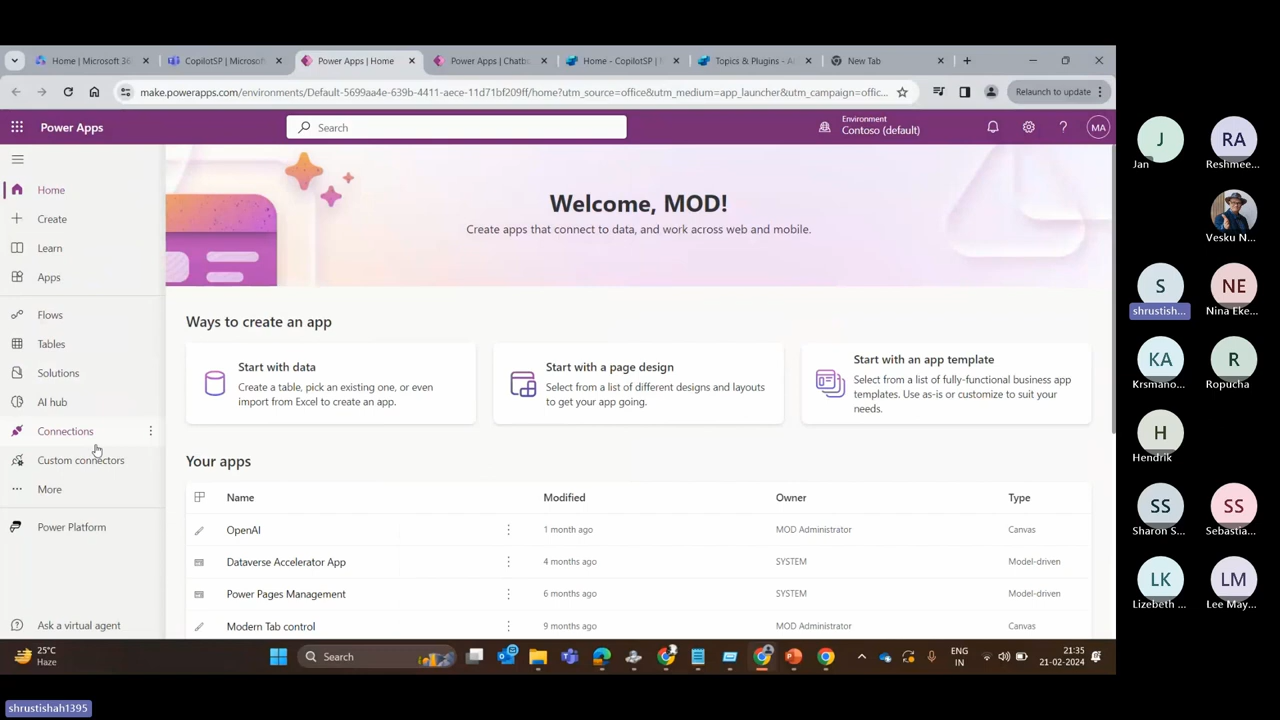 Home | Microsoft 36
CopilotSP | Microsof
Power Apps | Home
Power Apps | Chatb
Home - CopilotSP | M
Topics & Plugins - A
New Tab
make.powerapps.com/environments/Default-5699aa4e-639b-4411-aece-11d71bf209ff/home?utm_source=office&utm_medium=app_launcher&utm_campaign=offic...
Relaunch to update
Power Apps
Search
Environment
Contoso (default)
MA
Home
Create
Learn
Apps
Flows
Tables
Solutions
AI hub
Connections
Custom connectors
More
Power Platform
Ask a virtual agent
Welcome, MOD!
Create apps that connect to data, and work across web and mobile.
Ways to create an app
Start with data
Create a table, pick an existing one, or even
import from Excel to create an app.
Start with a page design
Select from a list of different designs and layouts
to get your app going.
Start with an app template
Select from a list of fully-functional business app
templates. Use as-is or customize to suit your
needs.
Your apps
Name Modified Owner Type
OpenAI 1 month ago MOD Administrator Canvas
Dataverse Accelerator App 4 months ago SYSTEM Model-driven
Power Pages Management 6 months ago SYSTEM Model-driven
Modern Tab control 9 months ago MOD Administrator Canvas
25°C
Haze
Search
ENG
IN
21:35
21-02-2024
J
Jan
RA
Reshmee...
Vesku N...
S
shrustish...
NE
Nina Eke...
KA
Krsmano...
R
Ropucha
H
Hendrik
SS
Sharon S...
SS
Sebastia...
LK
Lizebeth ...
LM
Lee May...
shrustishah1395